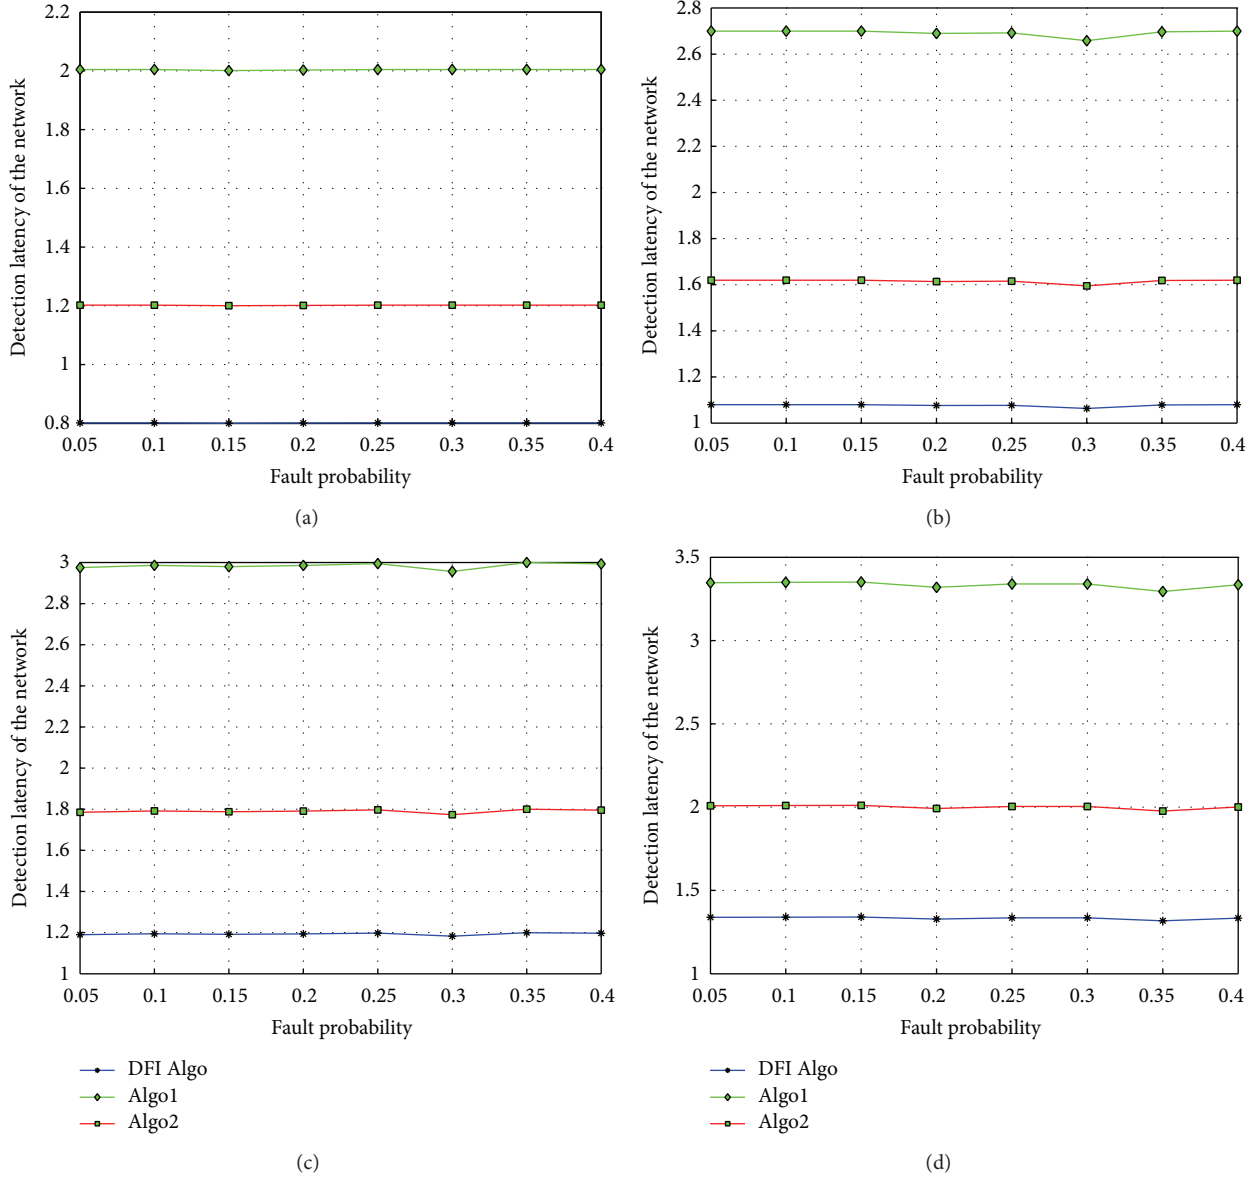 Detection latency of the network
2.2
2
1.8
1.6
1.4
1.2
1
0.8
0.05 0.1 0.15 0.2 0.25 0.3 0.35 0.4
Fault probability
(a)
Detection latency of the network
2.8
2.6
2.4
2.2
2
1.8
1.6
1.4
1.2
1
0.05 0.1 0.15 0.2 0.25 0.3 0.35 0.4
Fault probability
(b)
Detection latency of the network
3
2.8
2.6
2.4
2.2
2
1.8
1.6
1.4
1.2
1
0.05 0.1 0.15 0.2 0.25 0.3 0.35 0.4
Fault probability
DFI Algo
Algo1
Algo2
(c)
Detection latency of the network
3.5
3
2.5
2
1.5
1
0.05 0.1 0.15 0.2 0.25 0.3 0.35 0.4
Fault probability
DFI Algo
Algo1
Algo2
(d)